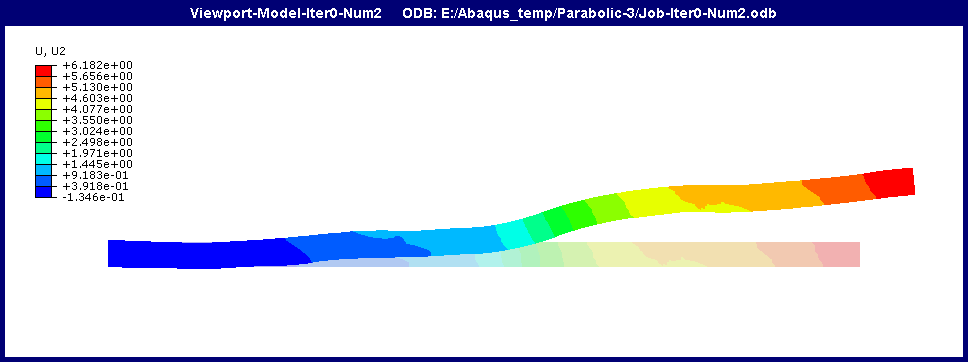 Viewport-Model-Iter0-Num2 ODB: E:/Abaqus_temp/Parabolic-3/Job-Iter0-Num2.odb
U, U2
+6.182e+00
+5.656e+00
+5.130e+00
+4.603e+00
+4.077e+00
+3.550e+00
+3.024e+00
+2.498e+00
+1.971e+00
+1.445e+00
+9.183e-01
+3.918e-01
-1.346e-01